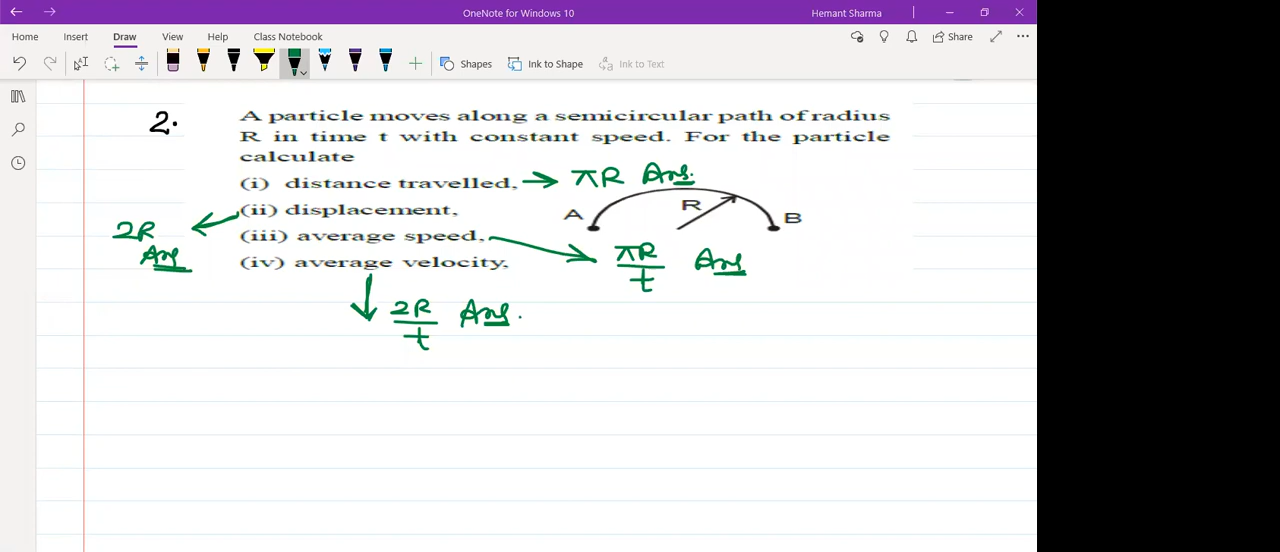 OneNote for Windows 10
Hemant Sharma
Home Insert Draw View Help Class Notebook
Share
Shapes Ink to Shape Ink to Text
2. A particle moves along a semicircular path of radius
R in time t with constant speed. For the particle
calculate
(i) distance travelled, → πR Ans.
(ii) displacement,
2R
Ans
A R B
(iii) average speed,
πR/t Ans
(iv) average velocity,
2R/t Ans.